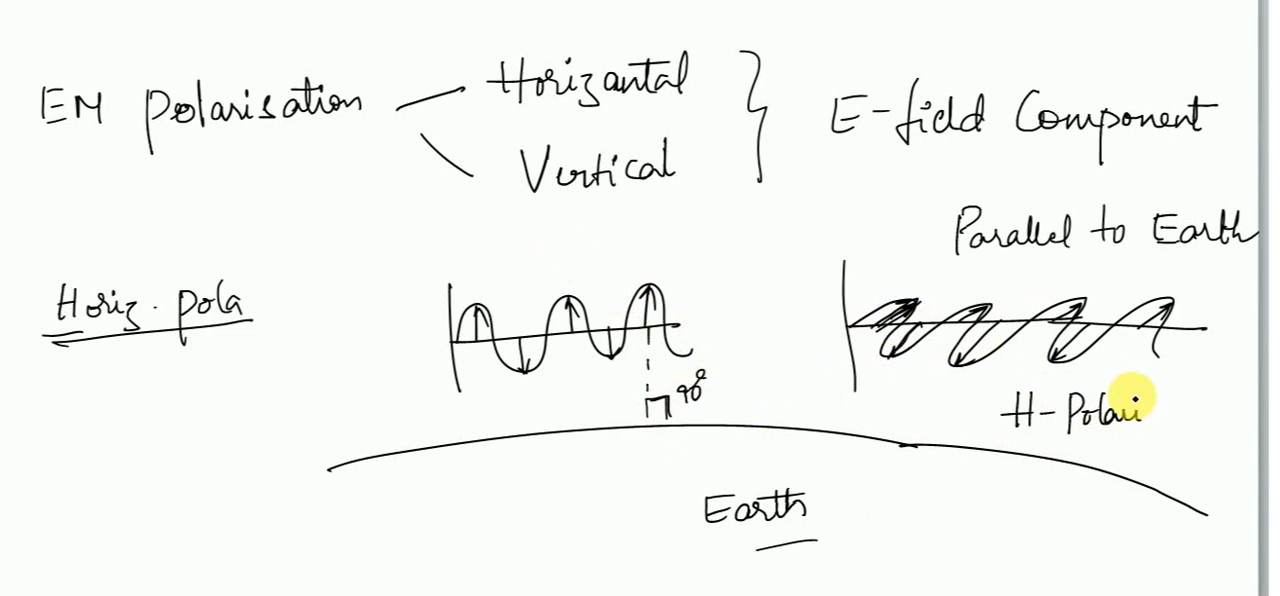 EM Polarisation
Horizantal
Vertical
E-field Component
Parallel to Earth
Horiz. pola
90°
H-Polari
Earth